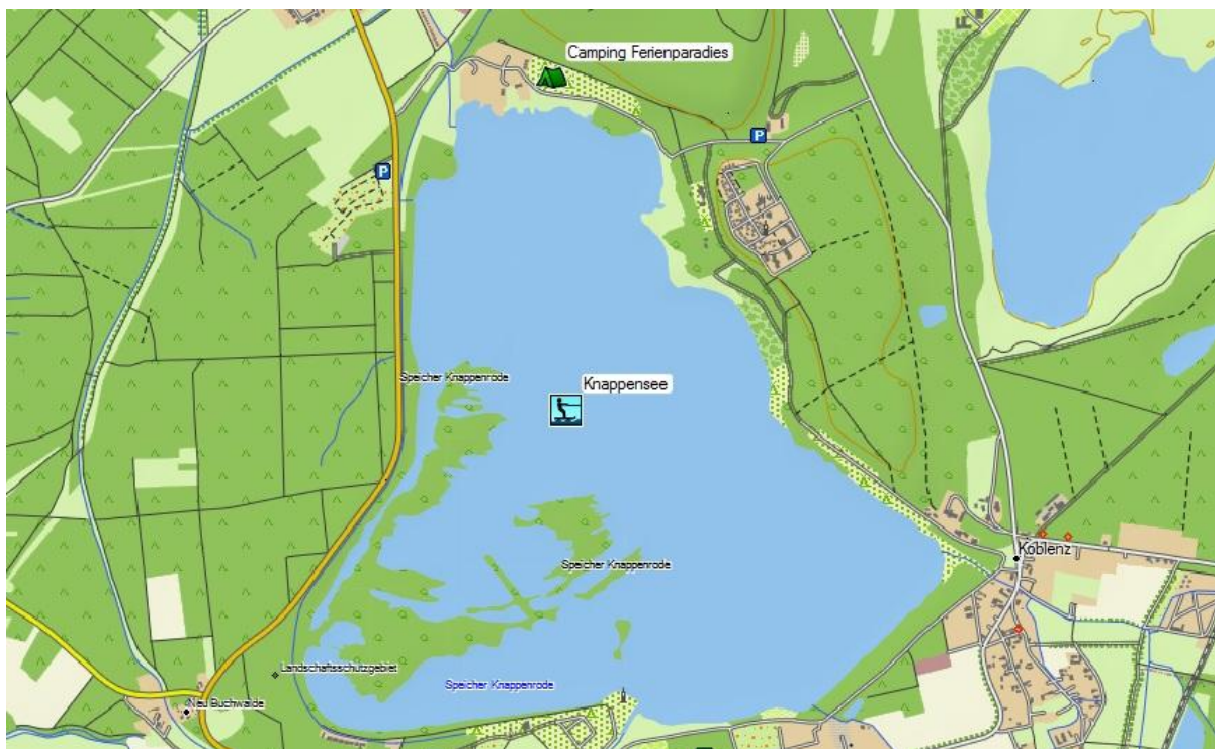 Camping Ferienparadies
P
P
Speicher Knappenrode
Knappensee
Speicher Knappenrode
Koblenz
Landschaftsschutzgebiet
Speicher Knappenrode
Neu Buchwalde